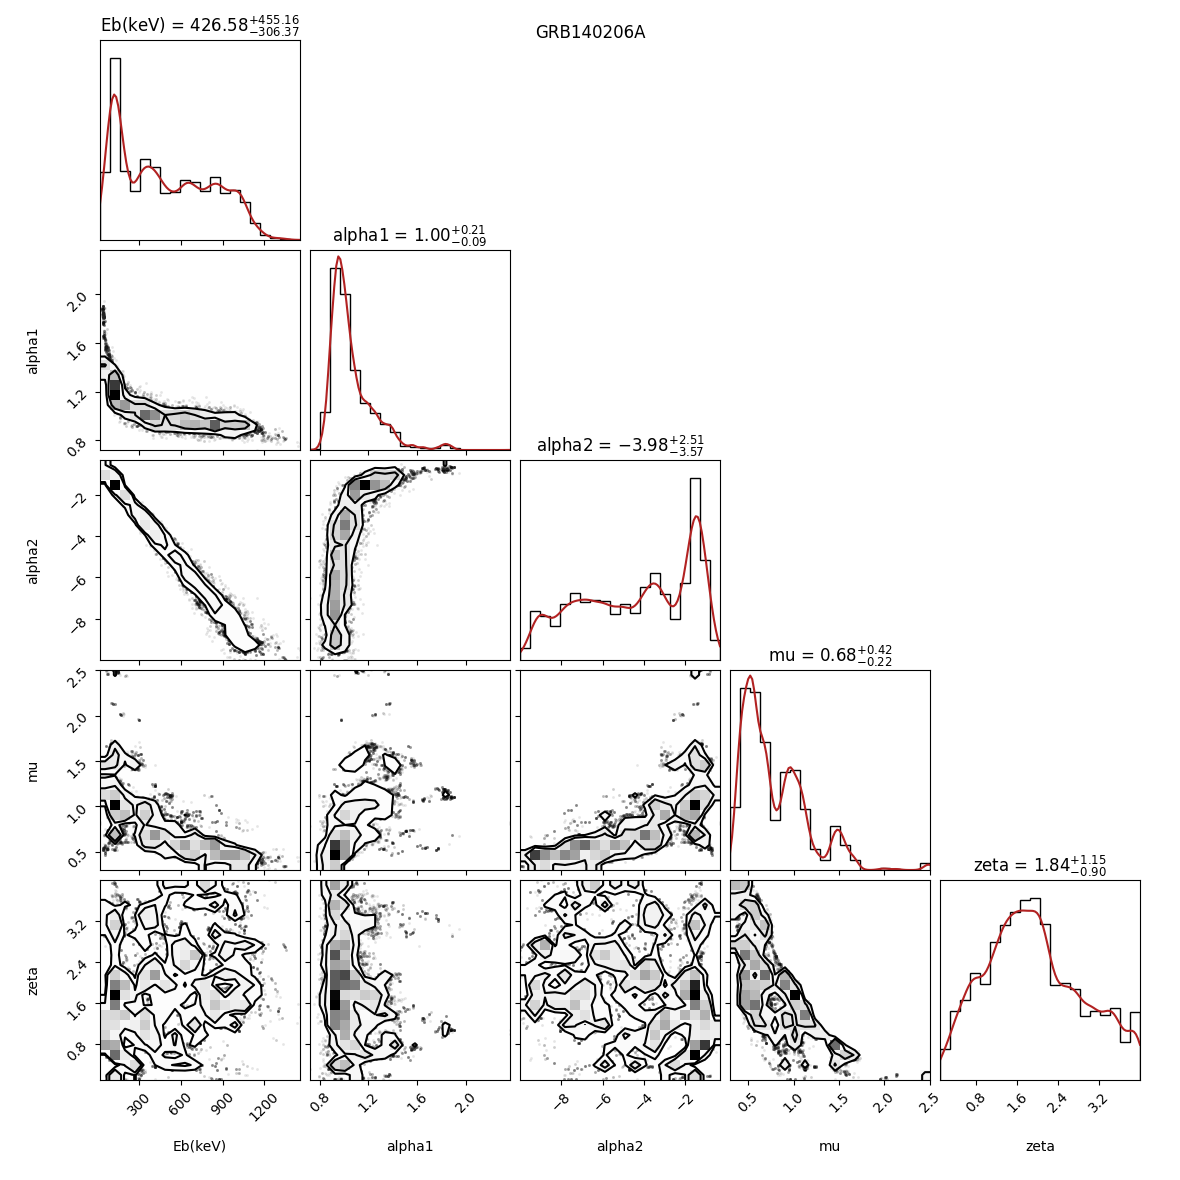 GRB140206A
Eb(keV) = 426.58+455.16−306.37
alpha1 = 1.00+0.21−0.09
alpha1
2.0
1.6
1.2
0.8
alpha2 = −3.98+2.51−3.57
alpha2
−2
−4
−6
−8
mu = 0.68+0.42−0.22
mu
2.5
2.0
1.5
1.0
0.5
zeta = 1.84+1.15−0.90
zeta
3.2
2.4
1.6
0.8
300 600 900 1200 0.8 1.2 1.6 2.0 −8 −6 −4 −2 0.5 1.0 1.5 2.0 2.5 0.8 1.6 2.4 3.2
Eb(keV) alpha1 alpha2 mu zeta